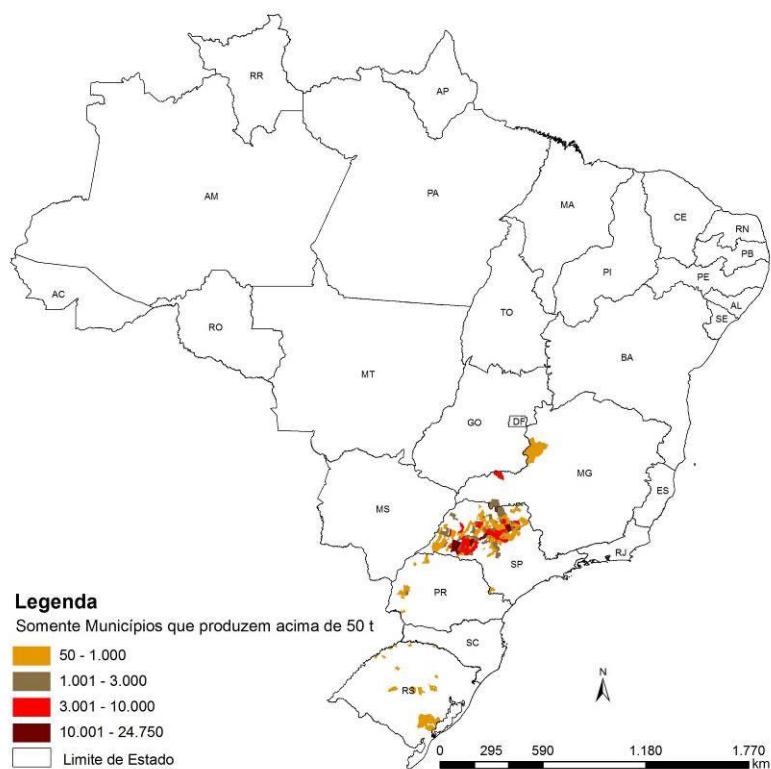 RR
AP
AM
PA
MA
CE
RN
PB
PE
PI
AC
AL
SE
TO
RO
BA
MT
GO
DF
MG
MS
ES
SP
RJ
PR
SC
RS
Legenda
Somente Municípios que produzem acima de 50 t
50 - 1.000
1.001 - 3.000
3.001 - 10.000
10.001 - 24.750
Limite de Estado
N
0 295 590 1.180 1.770
km